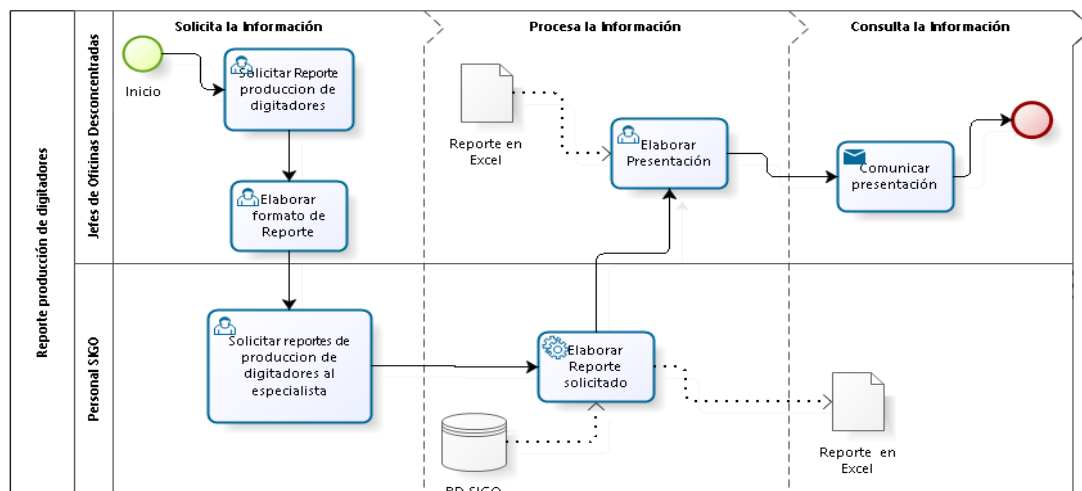 Reporte producción de digitadores
Jefes de Oficinas Desconcentradas
Personal SIGO
Solicita la Información
Procesa la Información
Consulta la Información
Inicio
Solicitar Reporte
produccion de
digitadores
Elaborar
formato de
Reporte
Reporte en
Excel
Elaborar
Presentación
Comunicar
presentación
Solicitar reportes de
produccion de
digitadores al
especialista
Elaborar
Reporte
solicitado
BD SIGO
Reporte en
Excel